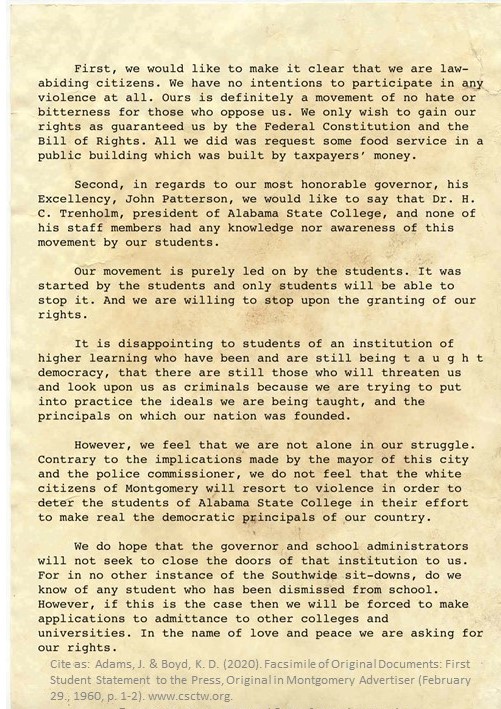 First, we would like to make it clear that we are law-
abiding citizens. We have no intentions to participate in any
violence at all. Ours is definitely a movement of no hate or
bitterness for those who oppose us. We only wish to gain our
rights as guaranteed us by the Federal Constitution and the
Bill of Rights. All we did was request some food service in a
public building which was built by taxpayers’ money.
Second, in regards to our most honorable governor, his
Excellency, John Patterson, we would like to say that Dr. H.
C. Trenholm, president of Alabama State College, and none of
his staff members had any knowledge nor awareness of this
movement by our students.
Our movement is purely led on by the students. It was
started by the students and only students will be able to
stop it. And we are willing to stop upon the granting of our
rights.
It is disappointing to students of an institution of
higher learning who have been and are still being t a u g h t
democracy, that there are still those who will threaten us
and look upon us as criminals because we are trying to put
into practice the ideals we are being taught, and the
principals on which our nation was founded.
However, we feel that we are not alone in our struggle.
Contrary to the implications made by the mayor of this city
and the police commissioner, we do not feel that the white
citizens of Montgomery will resort to violence in order to
deter the students of Alabama State College in their effort
to make real the democratic principals of our country.
We do hope that the governor and school administrators
will not seek to close the doors of that institution to us.
For in no other instance of the Southwide sit-downs, do we
know of any student who has been dismissed from school.
However, if this is the case then we will be forced to make
applications to admittance to other colleges and
universities. In the name of love and peace we are asking for
our rights.
Cite as: Adams, J. & Boyd, K. D. (2020). Facsimile of Original Documents: First
Student Statement to the Press, Original in Montgomery Advertiser (February
29., 1960, p. 1-2). www.csctw.org.